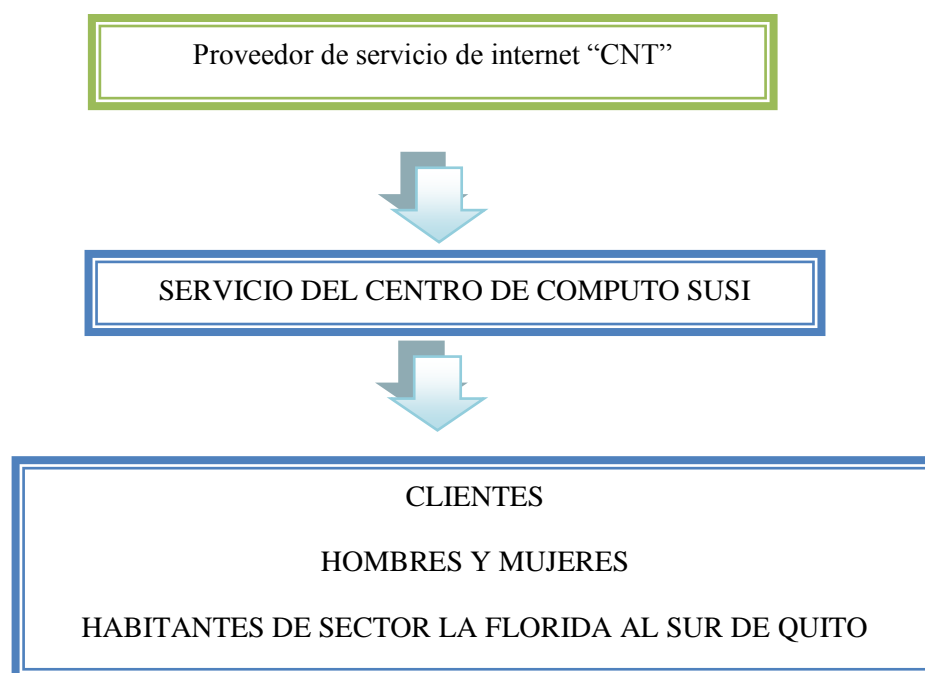 Proveedor de servicio de internet “CNT”
SERVICIO DEL CENTRO DE COMPUTO SUSI
CLIENTES
HOMBRES Y MUJERES
HABITANTES DE SECTOR LA FLORIDA AL SUR DE QUITO